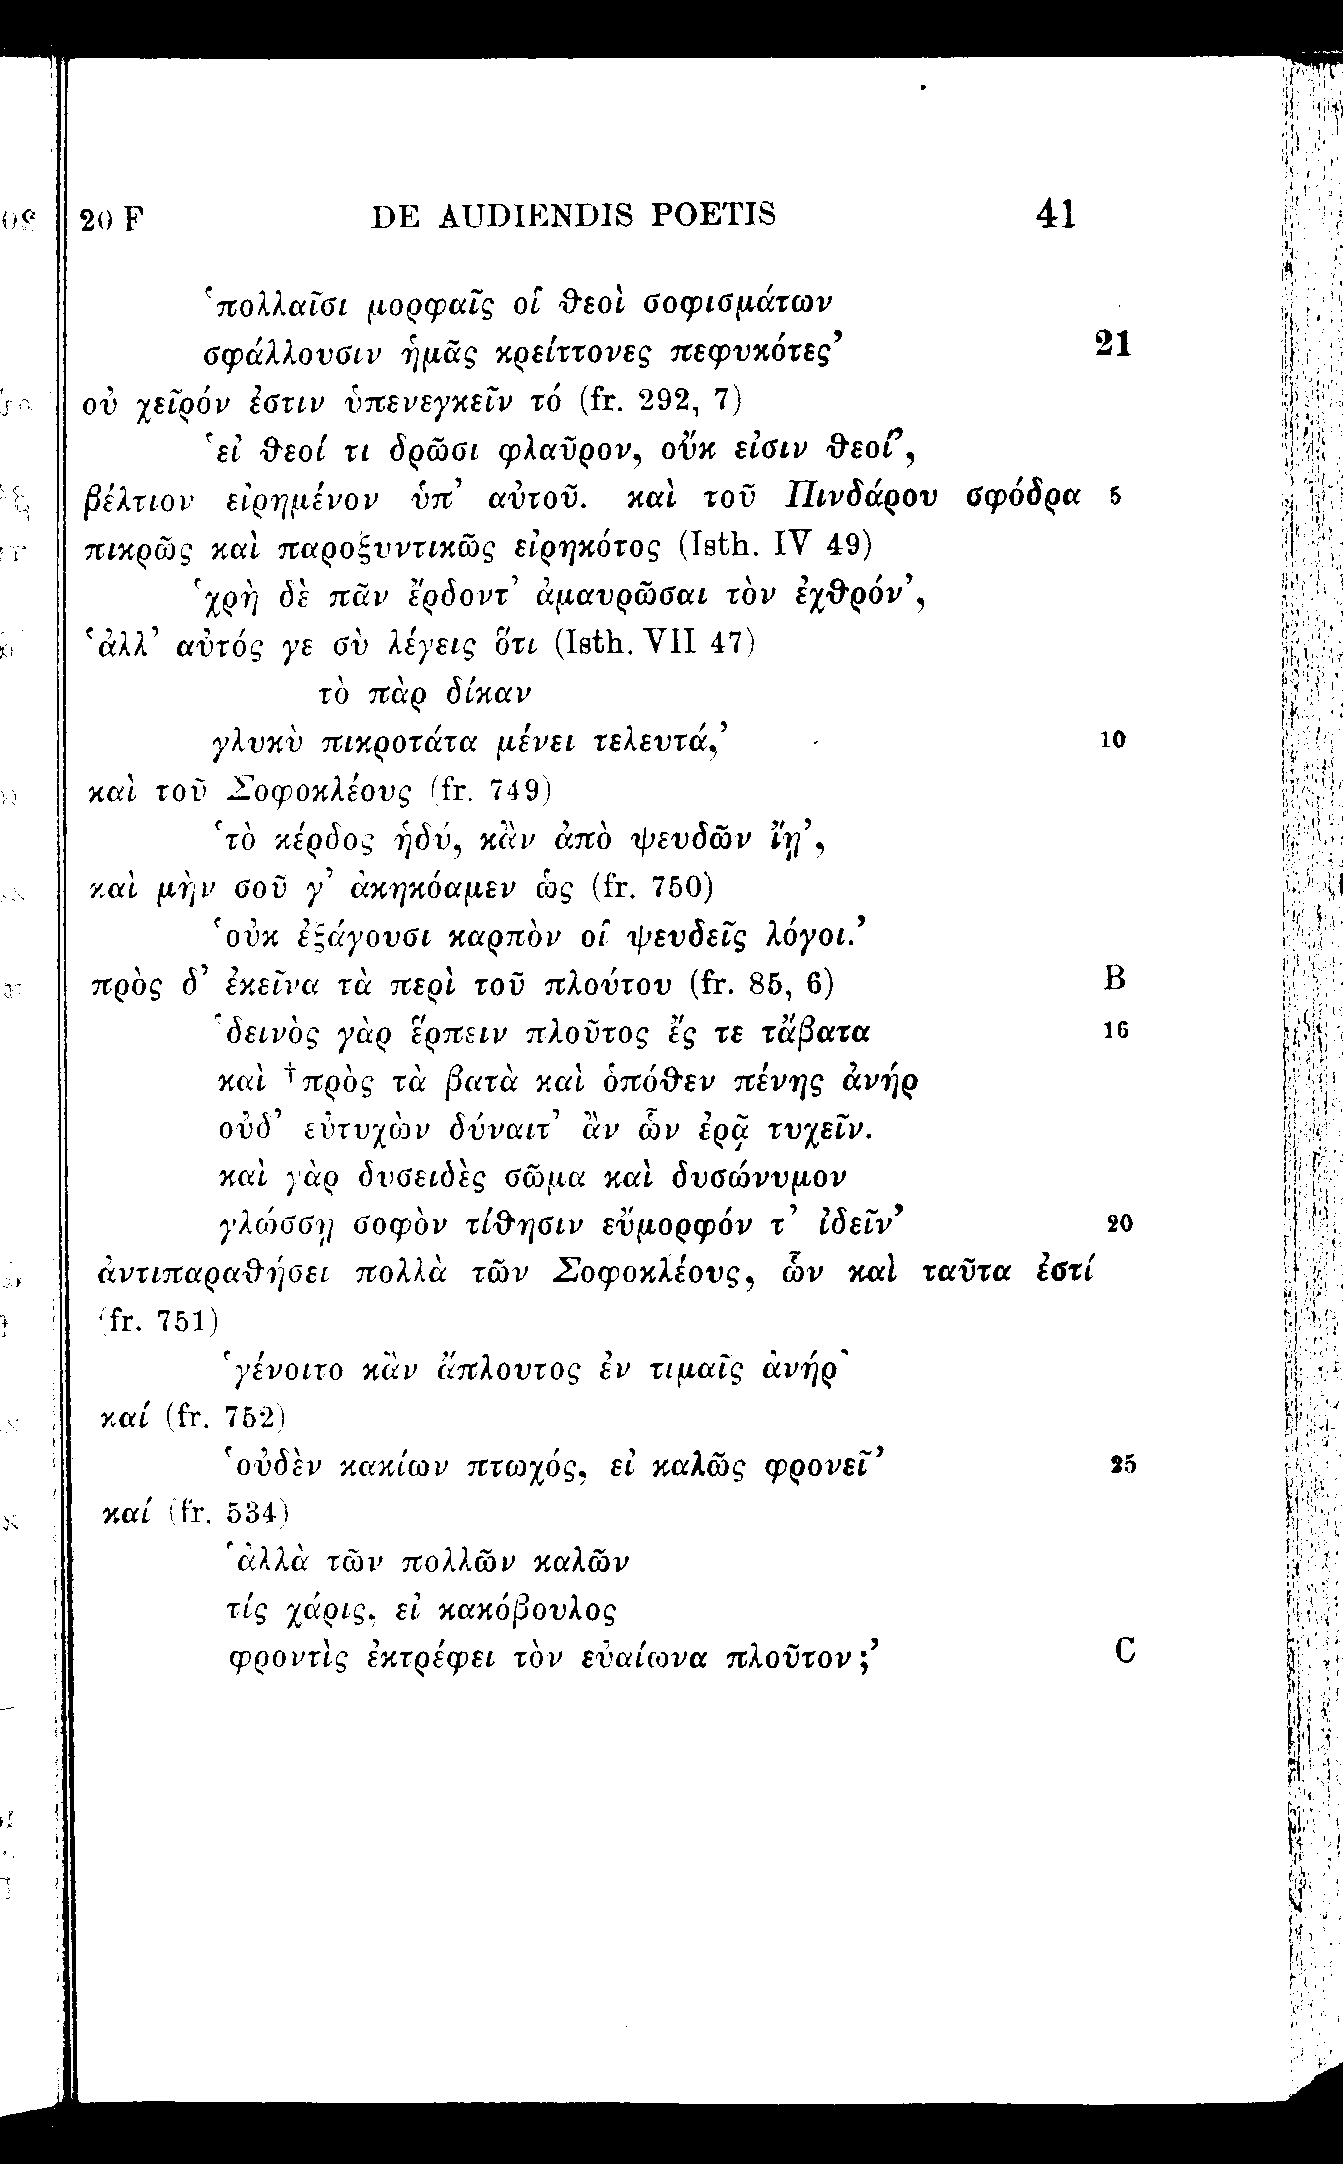 20 F DE AUDIENDIS POETIS 41
‘πολλαῖσι μορφαῖς οἱ θεοὶ σοφισμάτων
σφάλλουσιν ἡμᾶς κρείττονες πεφυκότες’ 21
οὐ χεῖρόν ἐστιν ὑπενεγκεῖν τό (fr. 292, 7)
‘εἰ θεοί τι δρῶσι φλαῦρον, οὔκ εἰσιν θεοί’,
βέλτιον εἰρημένον ὑπ’ αὐτοῦ. καὶ τοῦ Πινδάρου σφόδρα 5
πικρῶς καὶ παροξυντικῶς εἰρηκότος (Isth. IV 49)
‘χρὴ δὲ πᾶν ἔρδοντ’ ἀμαυρῶσαι τὸν ἐχθρόν’,
‘ἀλλ’ αὐτός γε σὺ λέγεις ὅτι (Isth. VII 47)
τὸ πὰρ δίκαν
γλυκὺ πικροτάτα μένει τελευτά,’ 10
καὶ τοῦ Σοφοκλέους (fr. 749)
‘τὸ κέρδος ἡδύ, κἂν ἀπὸ ψευδῶν ἴῃ’,
καὶ μὴν σοῦ γ’ ἀκηκόαμεν ὡς (fr. 750)
‘οὐκ ἐξάγουσι καρπὸν οἱ ψευδεῖς λόγοι.’
πρὸς δ’ ἐκεῖνα τὰ περὶ τοῦ πλούτου (fr. 85, 6) B
‘δεινὸς γὰρ ἕρπειν πλοῦτος ἔς τε τἄβατα 16
καὶ †πρὸς τὰ βατὰ καὶ ὁπόθεν πένης ἀνήρ
οὐδ’ εὐτυχὼν δύναιτ’ ἂν ὧν ἐρᾷ τυχεῖν.
καὶ γὰρ δυσειδὲς σῶμα καὶ δυσώνυμον
γλώσσῃ σοφὸν τίθησιν εὔμορφόν τ’ ἰδεῖν’ 20
ἀντιπαραθήσει πολλὰ τῶν Σοφοκλέους, ὧν καὶ ταῦτα ἐστί
(fr. 751)
‘γένοιτο κἂν ἄπλουτος ἐν τιμαῖς ἀνήρ’
καί (fr. 752)
‘οὐδὲν κακίων πτωχός, εἰ καλῶς φρονεῖ’ 25
καί (fr. 534)
‘ἀλλὰ τῶν πολλῶν καλῶν
τίς χάρις, εἰ κακόβουλος
φροντὶς ἐκτρέφει τὸν εὐαίωνα πλοῦτον;’ C